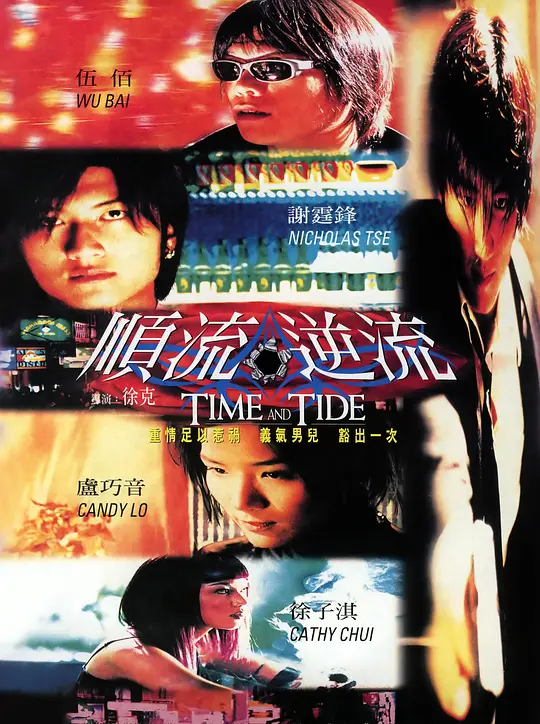 伍佰
WU BAI
謝霆鋒
NICHOLAS TSE
順流逆流
導演：徐克
TIME AND TIDE
重情足以惹禍 義氣男兒 豁出一次
盧巧音
CANDY LO
徐子淇
CATHY CHUI